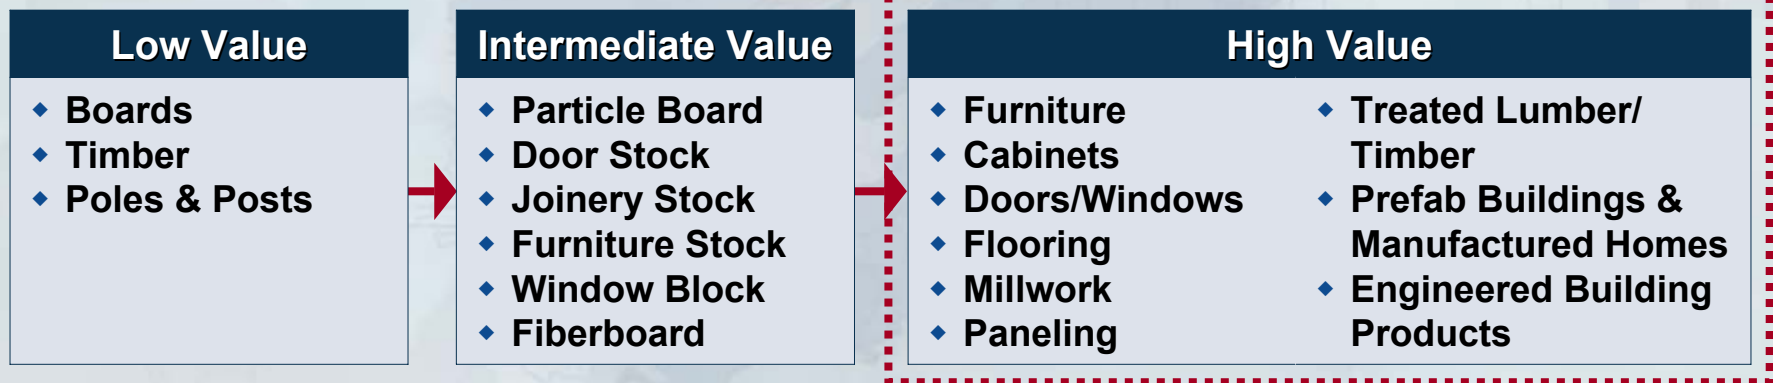 Low Value
Boards
Timber
Poles & Posts
Intermediate Value
Particle Board
Door Stock
Joinery Stock
Furniture Stock
Window Block
Fiberboard
High Value
Furniture
Cabinets
Doors/Windows
Flooring
Millwork
Paneling
Treated Lumber/
Timber
Prefab Buildings &
Manufactured Homes
Engineered Building
Products